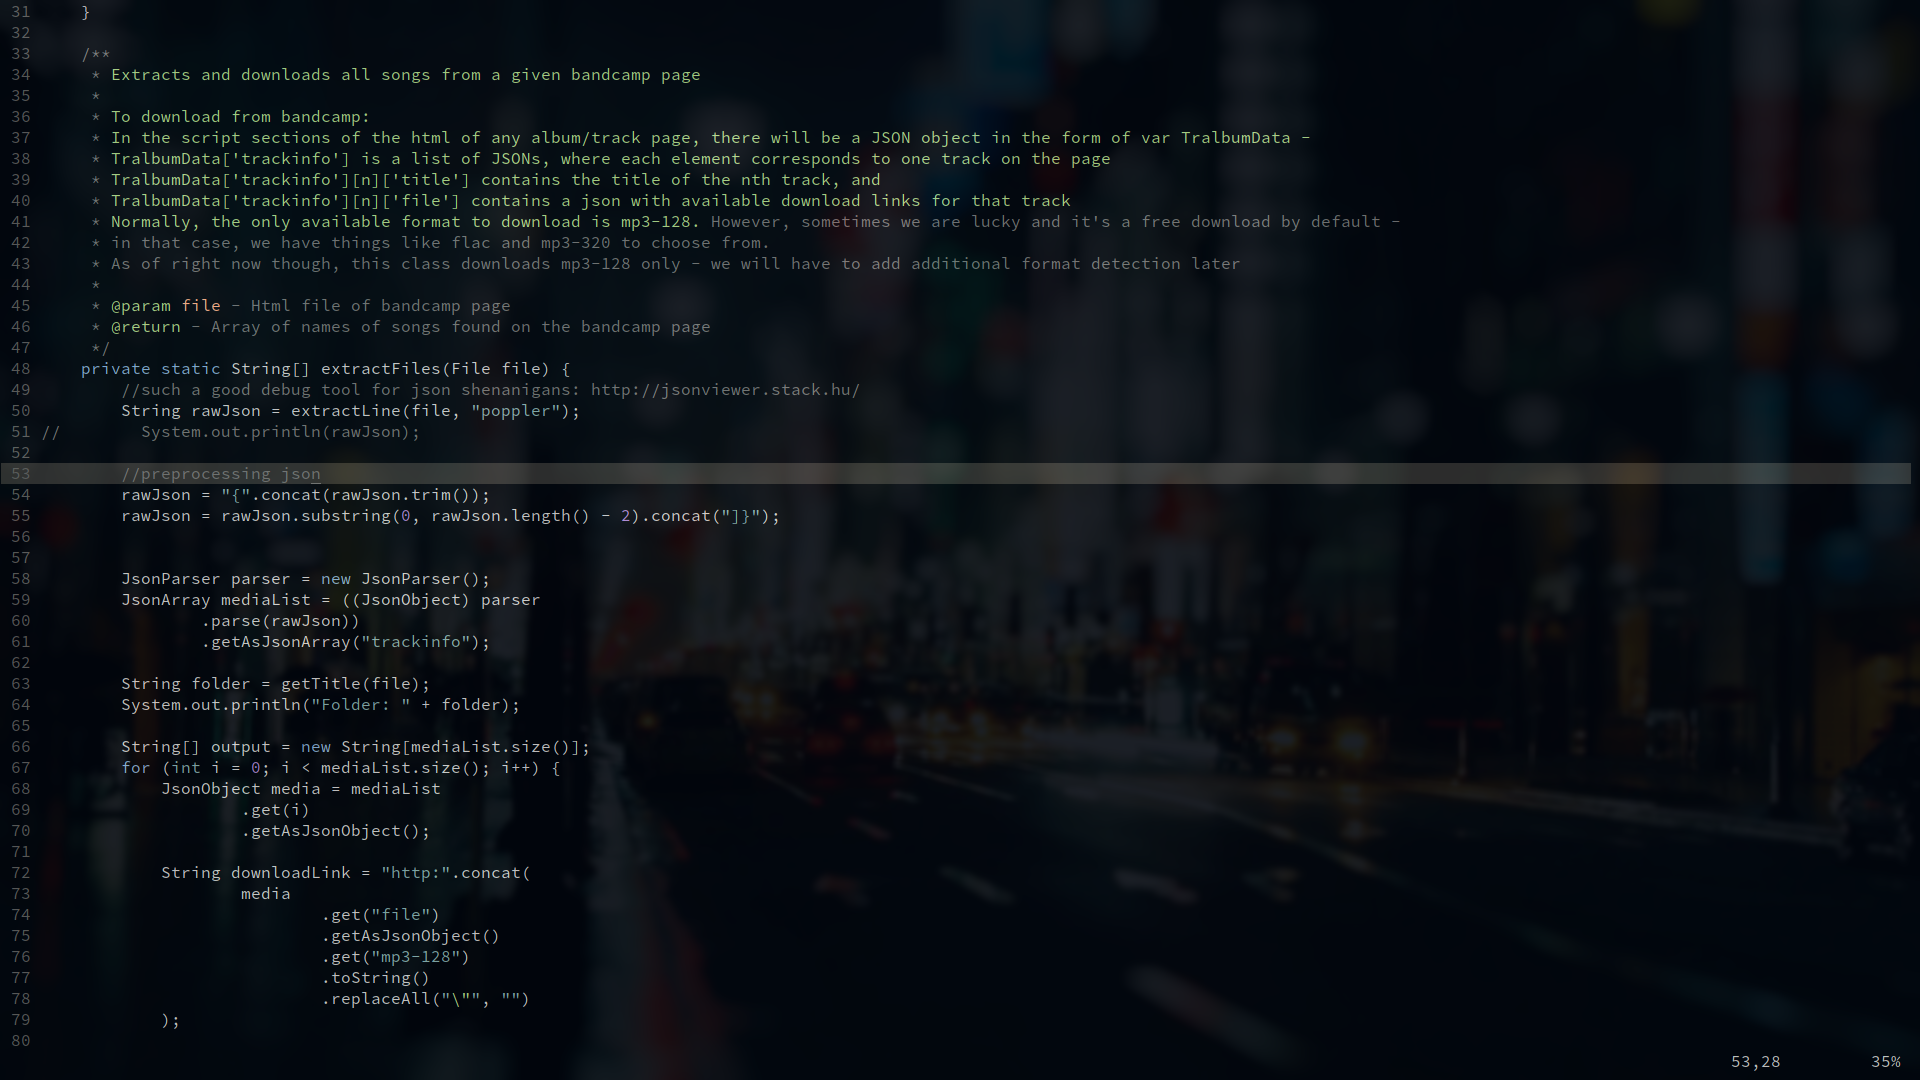 31     }
32
33     /**
34      * Extracts and downloads all songs from a given bandcamp page
35      *
36      * To download from bandcamp:
37      * In the script sections of the html of any album/track page, there will be a JSON object in the form of var TralbumData -
38      * TralbumData['trackinfo'] is a list of JSONs, where each element corresponds to one track on the page
39      * TralbumData['trackinfo'][n]['title'] contains the title of the nth track, and
40      * TralbumData['trackinfo'][n]['file'] contains a json with available download links for that track
41      * Normally, the only available format to download is mp3-128. However, sometimes we are lucky and it's a free download by default -
42      * in that case, we have things like flac and mp3-320 to choose from.
43      * As of right now though, this class downloads mp3-128 only - we will have to add additional format detection later
44      *
45      * @param file - Html file of bandcamp page
46      * @return - Array of names of songs found on the bandcamp page
47      */
48     private static String[] extractFiles(File file) {
49         //such a good debug tool for json shenanigans: http://jsonviewer.stack.hu/
50         String rawJson = extractLine(file, "poppler");
51 //        System.out.println(rawJson);
52
53         //preprocessing json
54         rawJson = "{".concat(rawJson.trim());
55         rawJson = rawJson.substring(0, rawJson.length() - 2).concat("]}");
56
57
58         JsonParser parser = new JsonParser();
59         JsonArray mediaList = ((JsonObject) parser
60                 .parse(rawJson))
61                 .getAsJsonArray("trackinfo");
62
63         String folder = getTitle(file);
64         System.out.println("Folder: " + folder);
65
66         String[] output = new String[mediaList.size()];
67         for (int i = 0; i < mediaList.size(); i++) {
68             JsonObject media = mediaList
69                     .get(i)
70                     .getAsJsonObject();
71
72             String downloadLink = "http:".concat(
73                     media
74                             .get("file")
75                             .getAsJsonObject()
76                             .get("mp3-128")
77                             .toString()
78                             .replaceAll("\"", "")
79             );
80
53,28         35%